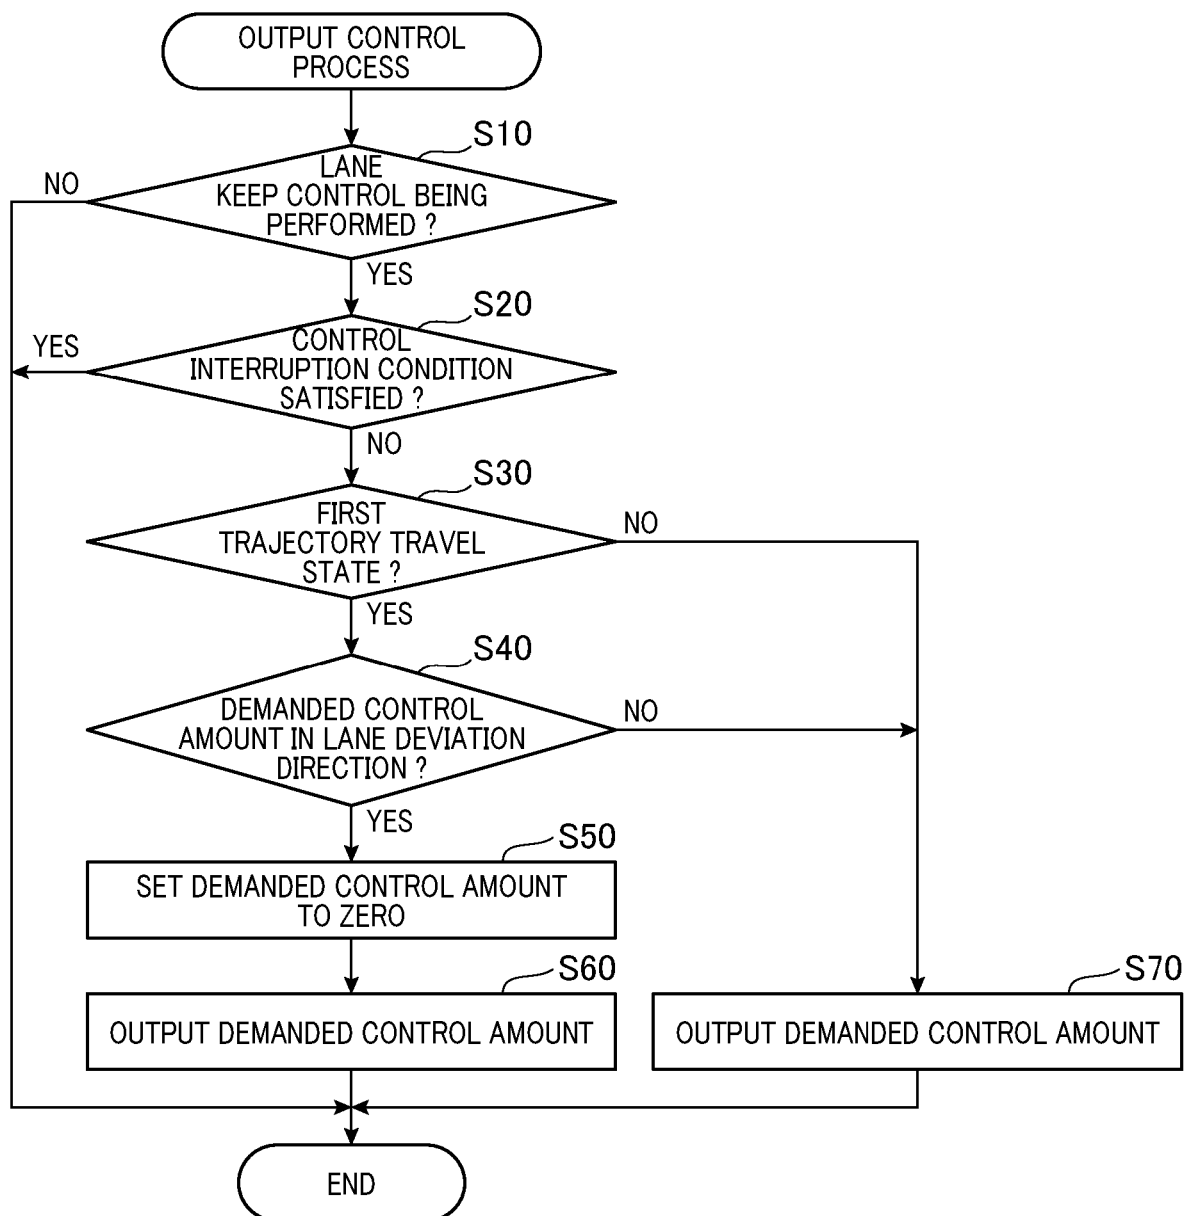 OUTPUT CONTROL
PROCESS
S10
LANE
KEEP CONTROL BEING
PERFORMED ?
NO
YES
S20
CONTROL
INTERRUPTION CONDITION
SATISFIED ?
YES
NO
S30
FIRST
TRAJECTORY TRAVEL
STATE ?
NO
YES
S40
DEMANDED CONTROL
AMOUNT IN LANE DEVIATION
DIRECTION ?
NO
YES
S50
SET DEMANDED CONTROL AMOUNT
TO ZERO
S60
OUTPUT DEMANDED CONTROL AMOUNT
S70
OUTPUT DEMANDED CONTROL AMOUNT
END